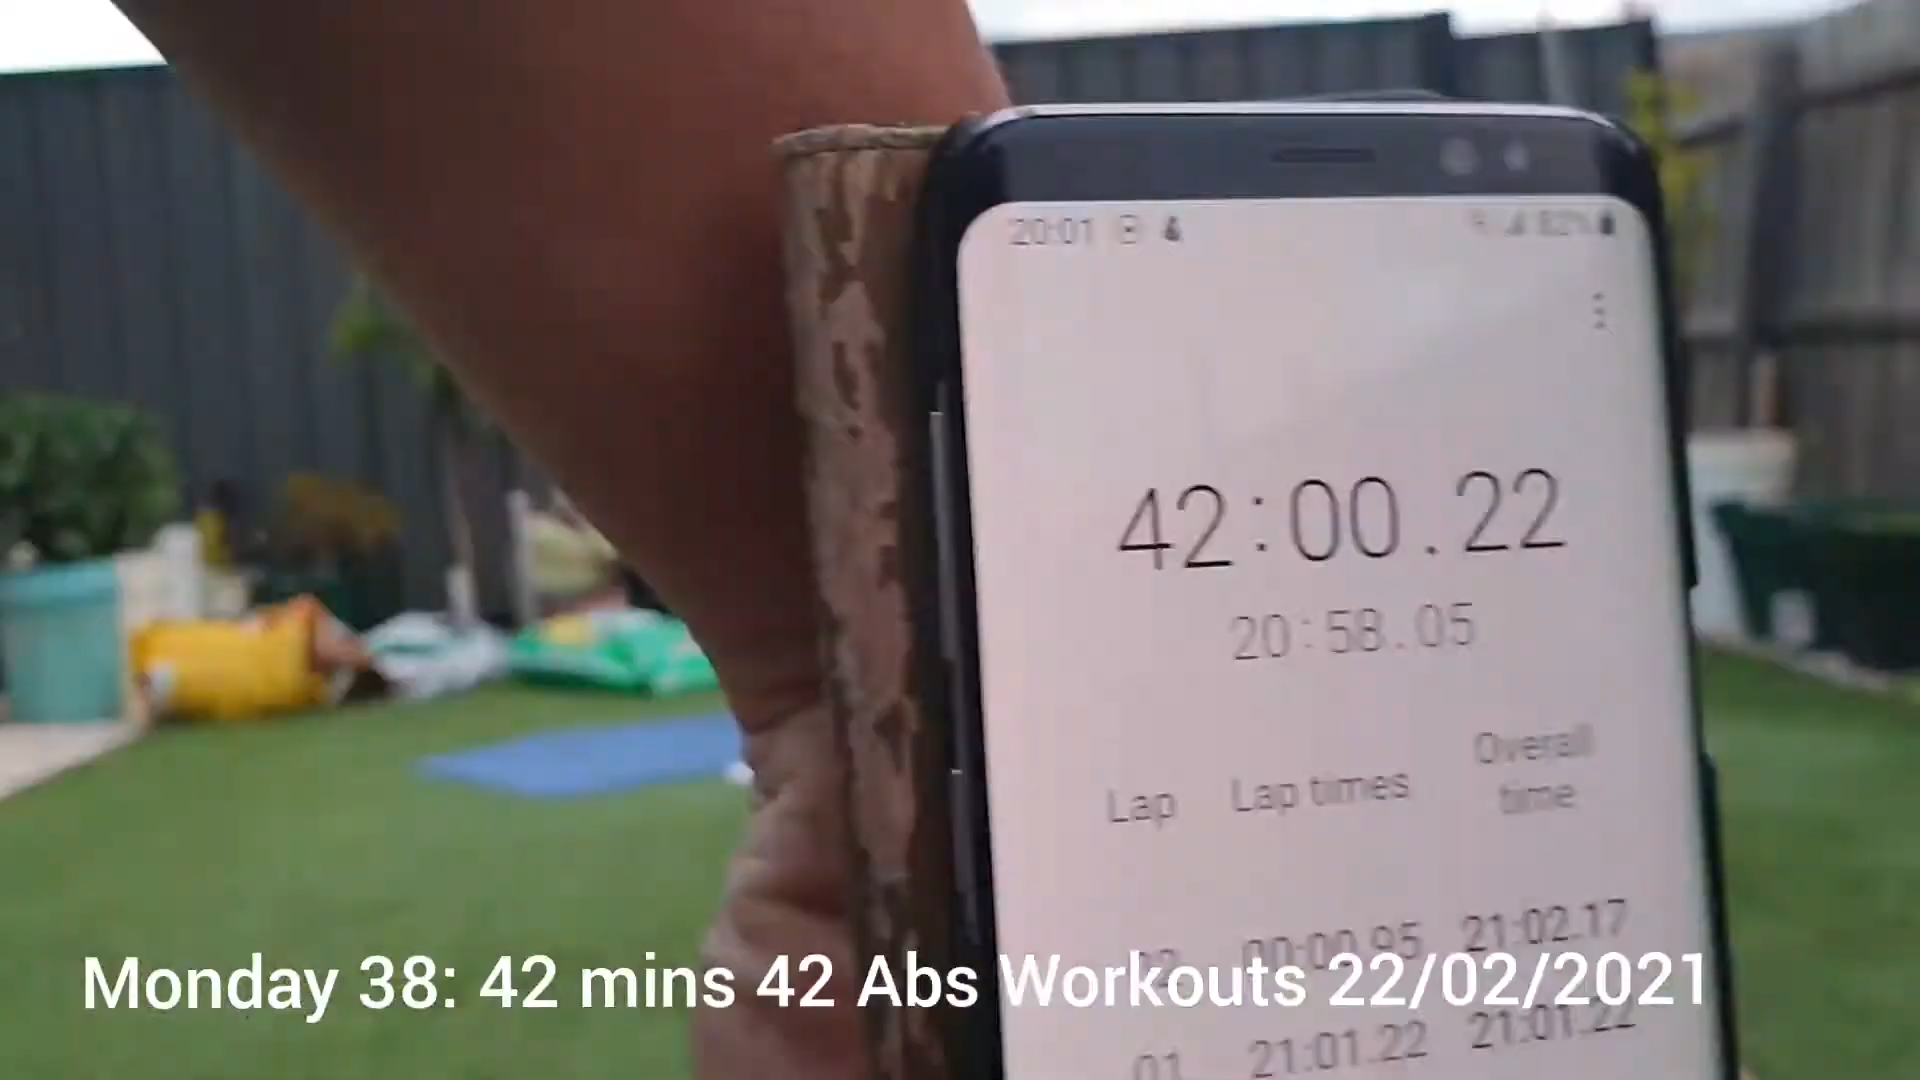 20:01
82%
42:00.22
20:58.05
Lap Lap times Overall time
02 00:00.95 21:02.17
Monday 38: 42 mins 42 Abs Workouts 22/02/2021
01 21:01.22 21:01.22